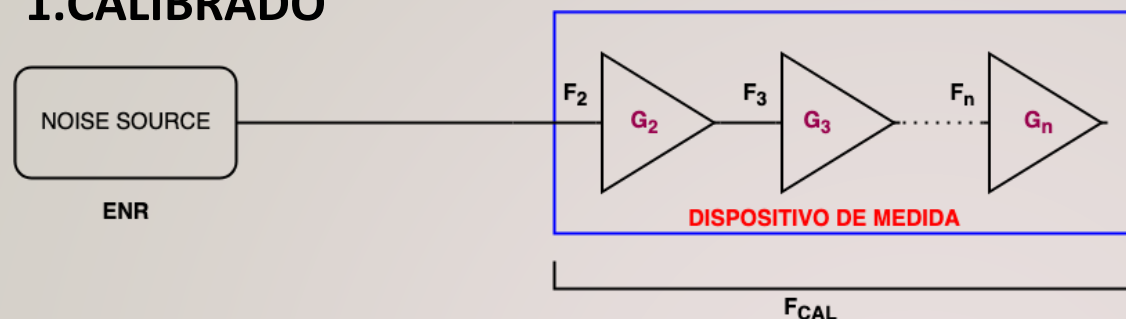 1.CALIBRADO
NOISE SOURCE
ENR
F2
G2
F3
G3
Fn
Gn
DISPOSITIVO DE MEDIDA
FCAL